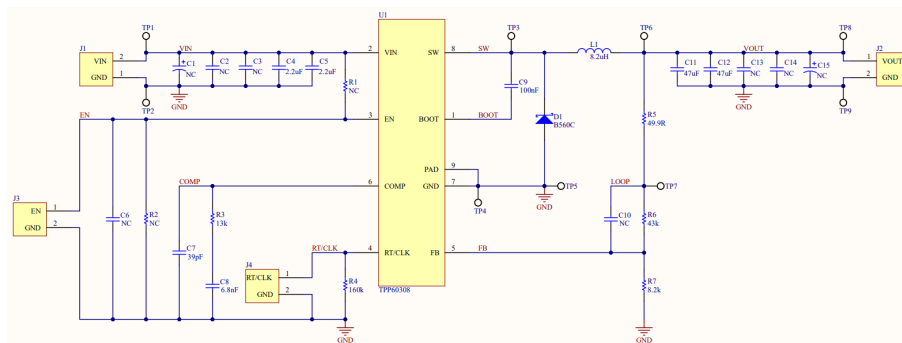 TP1
U1
TP3
TP6
TP8
J1
VIN
GND
2
1
VIN
C1
NC
C2
NC
C3
NC
C4
2.2uF
C5
2.2uF
2
VIN
SW
8
SW
L1
8.2uH
VOUT
C11
47uF
C12
47uF
C13
NC
C14
NC
C15
NC
J2
VOUT
GND
1
2
TP2
GND
R1
NC
C9
100nF
GND
TP9
EN
3
EN
BOOT
1
BOOT
D1
B560C
R5
49.9R
PAD
9
COMP
6
COMP
GND
7
TP4
TP5
GND
LOOP
TP7
J3
EN
GND
1
2
C6
NC
R2
NC
R3
13k
C10
NC
R6
43k
C7
39pF
RT/CLK
4
RT/CLK
FB
5
FB
J4
RT/CLK
GND
1
2
C8
6.8nF
R4
160k
TPP60308
R7
8.2k
GND
GND